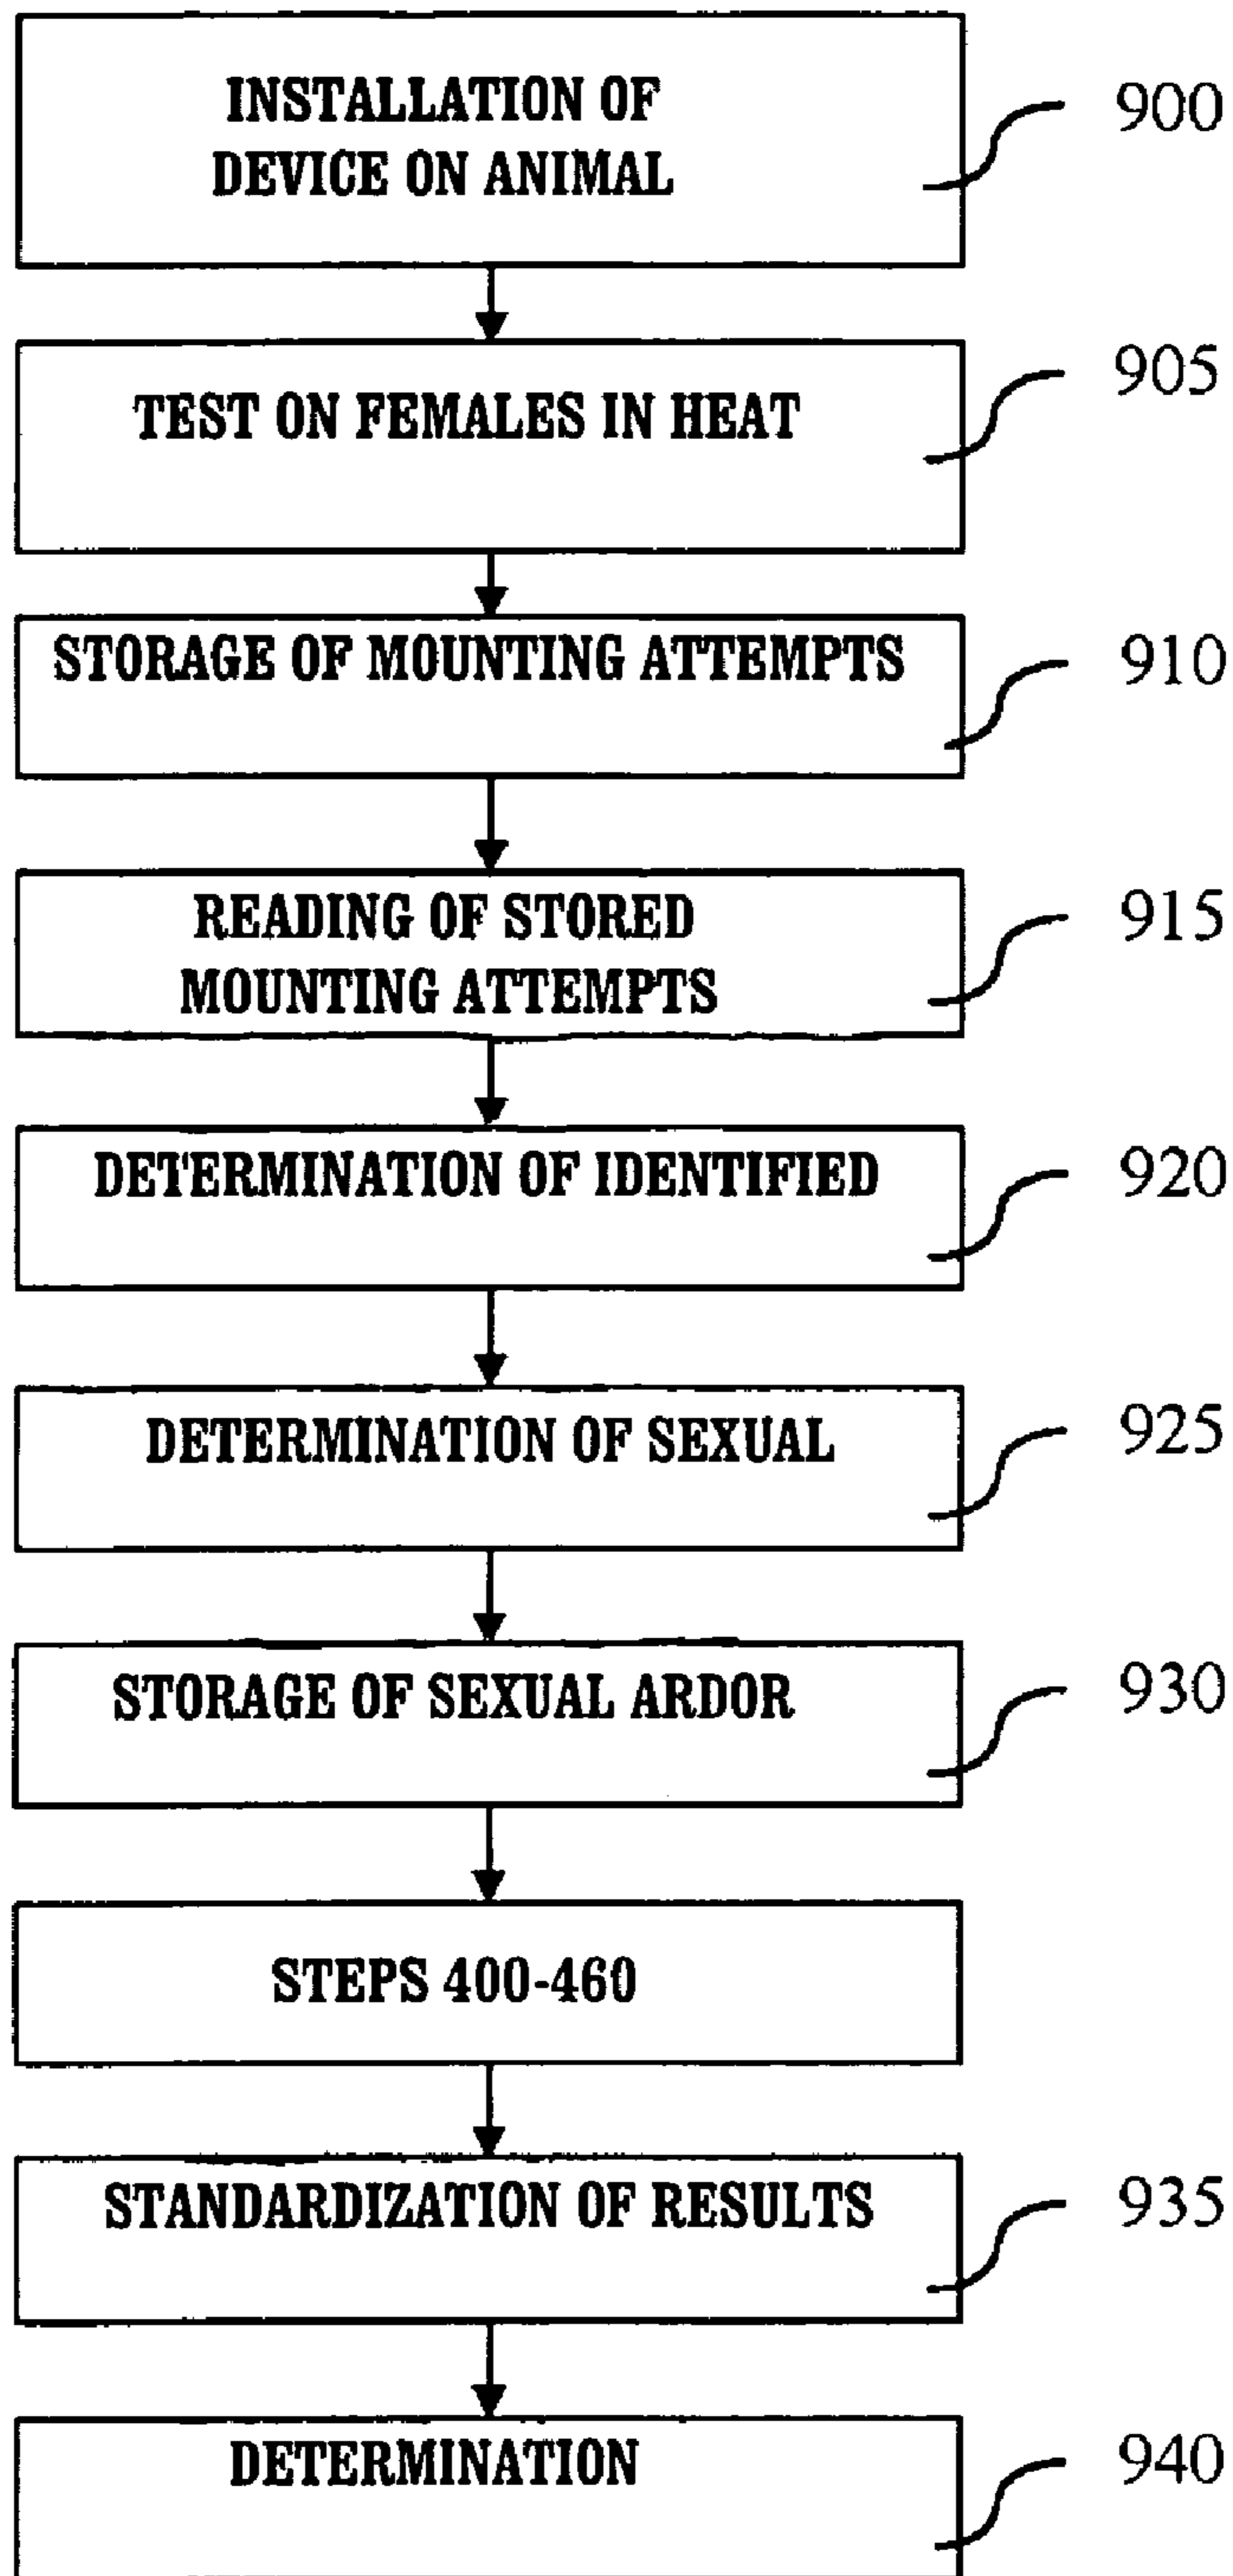 INSTALLATION OF
DEVICE ON ANIMAL
900
TEST ON FEMALES IN HEAT
905
STORAGE OF MOUNTING ATTEMPTS
910
READING OF STORED
MOUNTING ATTEMPTS
915
DETERMINATION OF IDENTIFIED
920
DETERMINATION OF SEXUAL
925
STORAGE OF SEXUAL ARDOR
930
STEPS 400-460
STANDARDIZATION OF RESULTS
935
DETERMINATION
940